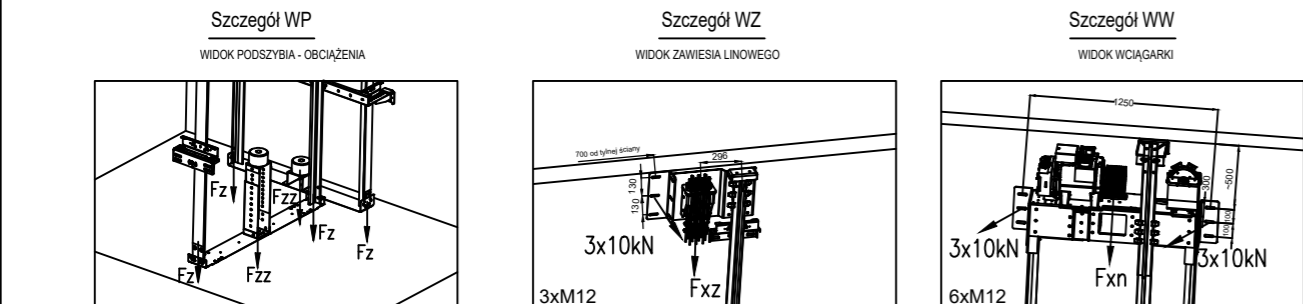 Szczegół WP
WIDOK PODSZYBIA - OBCIĄŻENIA
Fz
Fzz
Fz
Fz
Fz
Fzz
Szczegół WZ
WIDOK ZAWIESIA LINOWEGO
700 od tylnej ściany
296
130
130
3x10kN
Fxz
3xM12
Szczegół WW
WIDOK WCIĄGARKI
1250
~500
300
100
100
3x10kN
3x10kN
Fxn
6xM12